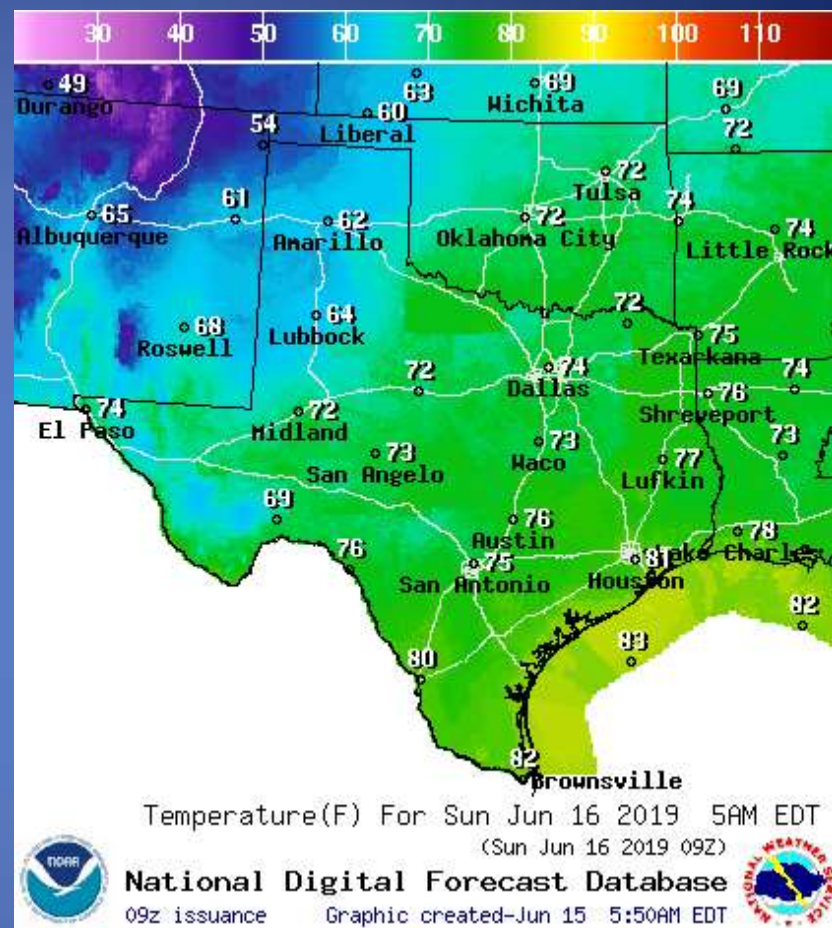 30 40 50 60 70 80 90 100 110
49
Durango
63
69
Wichita
69
60
Liberal
54
72
72
Tulsa
61
65
Albuquerque
62
Amarillo
72
Oklahoma City
74
74
Little Rock
68
Roswell
64
Lubbock
72
75
Texarkana
74
Dallas
72
74
76
Shreveport
74
El Paso
72
Midland
73
San Angelo
73
Waco
73
77
Lufkin
69
76
Austin
78
Lake Charles
76
75
San Antonio
81
Houston
82
83
80
82
Brownsville
Temperature(F) For Sun Jun 16 2019 5AM EDT
(Sun Jun 16 2019 09Z)
National Digital Forecast Database
09z issuance Graphic created-Jun 15 5:50AM EDT
NOAA
NATIONAL WEATHER SERVICE